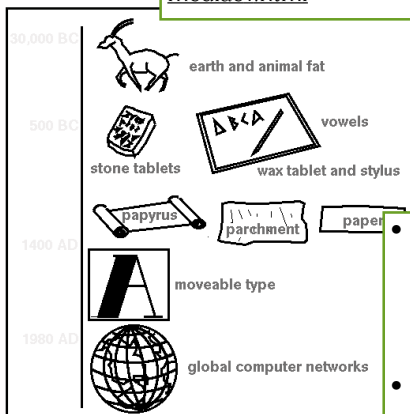 30,000 BC
earth and animal fat
500 BC
vowels
stone tablets
wax tablet and stylus
papyrus
parchment
paper
1400 AD
A
moveable type
1980 AD
global computer networks